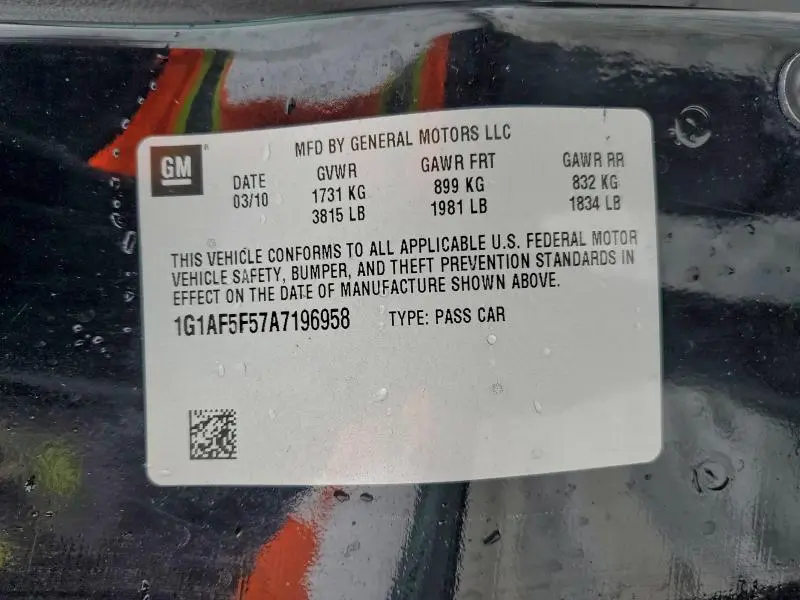 MFD BY GENERAL MOTORS LLC
GM
DATE GVWR GAWR FRT GAWR RR
03/10 1731 KG 899 KG 832 KG
3815 LB 1981 LB 1834 LB
THIS VEHICLE CONFORMS TO ALL APPLICABLE U.S. FEDERAL MOTOR
VEHICLE SAFETY, BUMPER, AND THEFT PREVENTION STANDARDS IN
EFFECT ON THE DATE OF MANUFACTURE SHOWN ABOVE.
1G1AF5F57A7196958 TYPE: PASS CAR